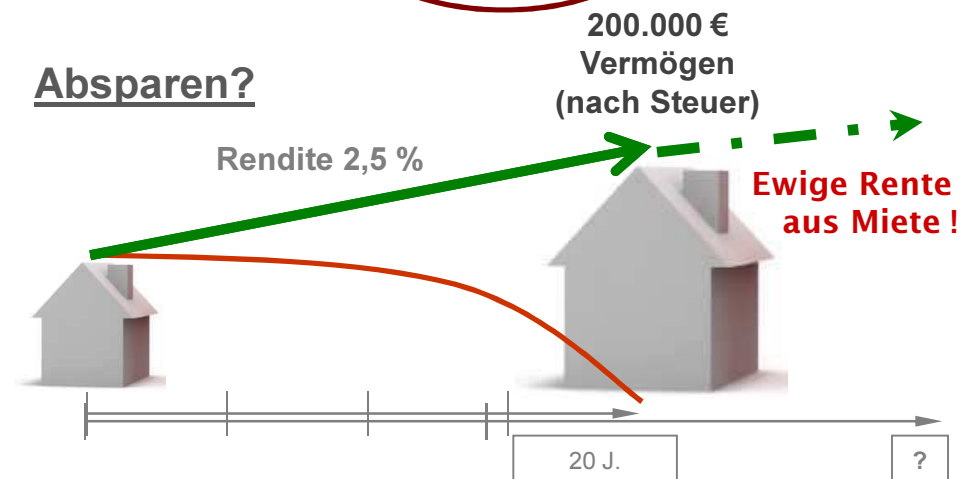 200.000 €
Vermögen
(nach Steuer)
Absparen?
Rendite 2,5 %
Ewige Rente
aus Miete !
20 J.
?